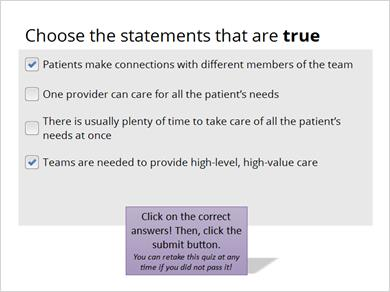 Choose the statements that are true
Patients make connections with different members of the team
One provider can care for all the patient's needs
There is usually plenty of time to take care of all the patient's
needs at once
Teams are needed to provide high-level, high-value care
Click on the correct
answers! Then, click the
submit button.
You can retake this quiz at any
time if you did not pass it!